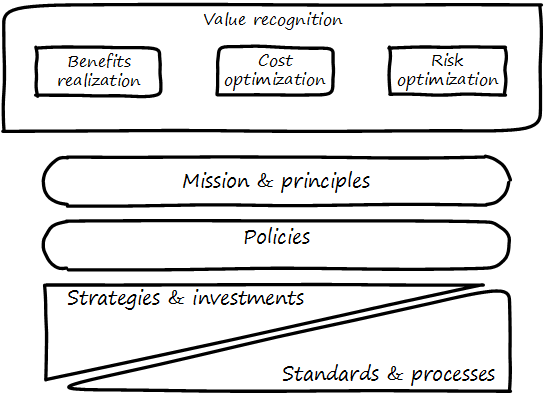 Value recognition
Benefits
realization
Cost
optimization
Risk
optimization
Mission & principles
Policies
Strategies & investments
Standards & processes